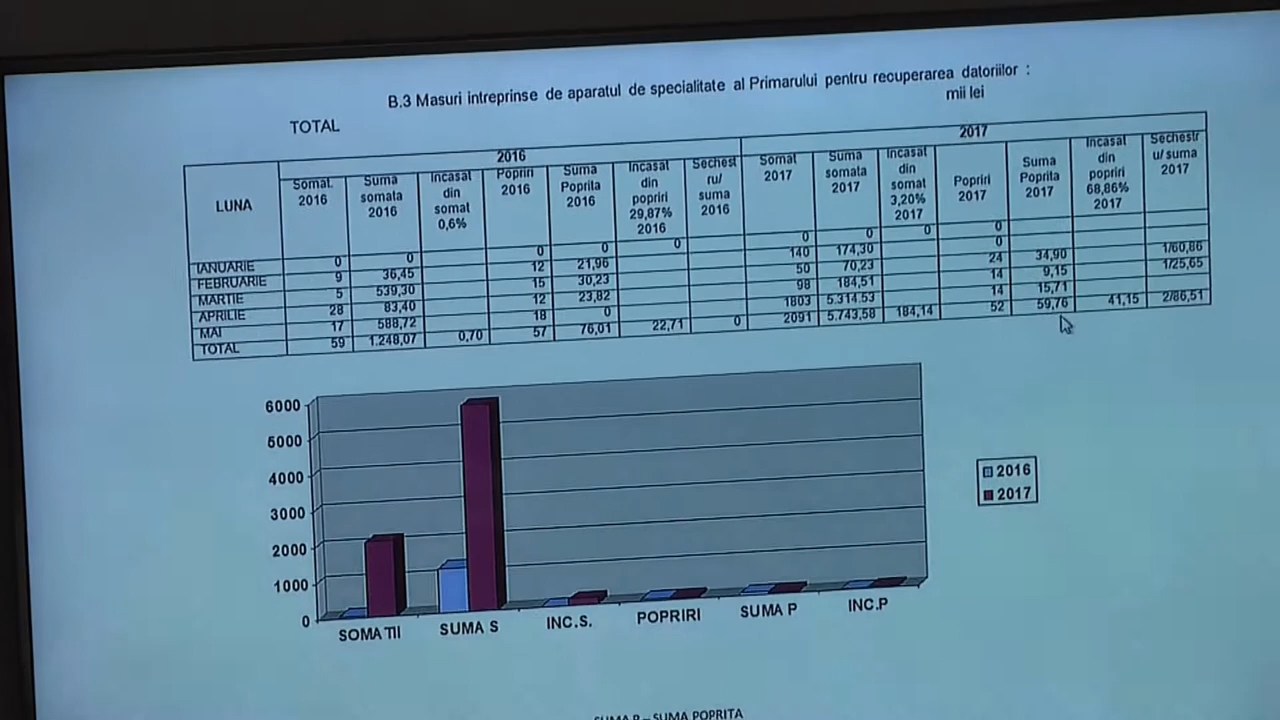 B.3 Masuri intreprinse de aparatul de specialitate al Primarului pentru recuperarea datoriilor :
mii lei
TOTAL
LUNA 2016 2017
Somat. 2016 Suma somata 2016 Incasat din somat 0,6% Popriri 2016 Suma Poprita 2016 Incasat din popriri 29,87% 2016 Sechestru/ suma 2016 Somat 2017 Suma somata 2017 Incasat din somat 3,20% 2017 Popriri 2017 Suma Poprita 2017 Incasat din popriri 68,86% 2017 Sechestru/ suma 2017
IANUARIE 0 0 0 0 0 0 0 0 0
FEBRUARIE 9 36,45 12 21,96 140 174,30 0
MARTIE 5 539,30 15 30,23 50 70,23 24 34,90 1/60,86
APRILIE 28 83,40 12 23,82 98 184,51 14 9,15 1/25,65
MAI 17 588,72 18 0 1803 5.314,53 14 15,71
TOTAL 59 1.248,07 0,70 57 76,01 22,71 0 2091 5.743,58 184,14 52 59,76 41,15 2/86,51
6000
5000
4000
3000
2000
1000
0
SOMATII SUMA S INC.S. POPRIRI SUMA P INC.P
2016
2017
SUMA P – SUMA POPRITA